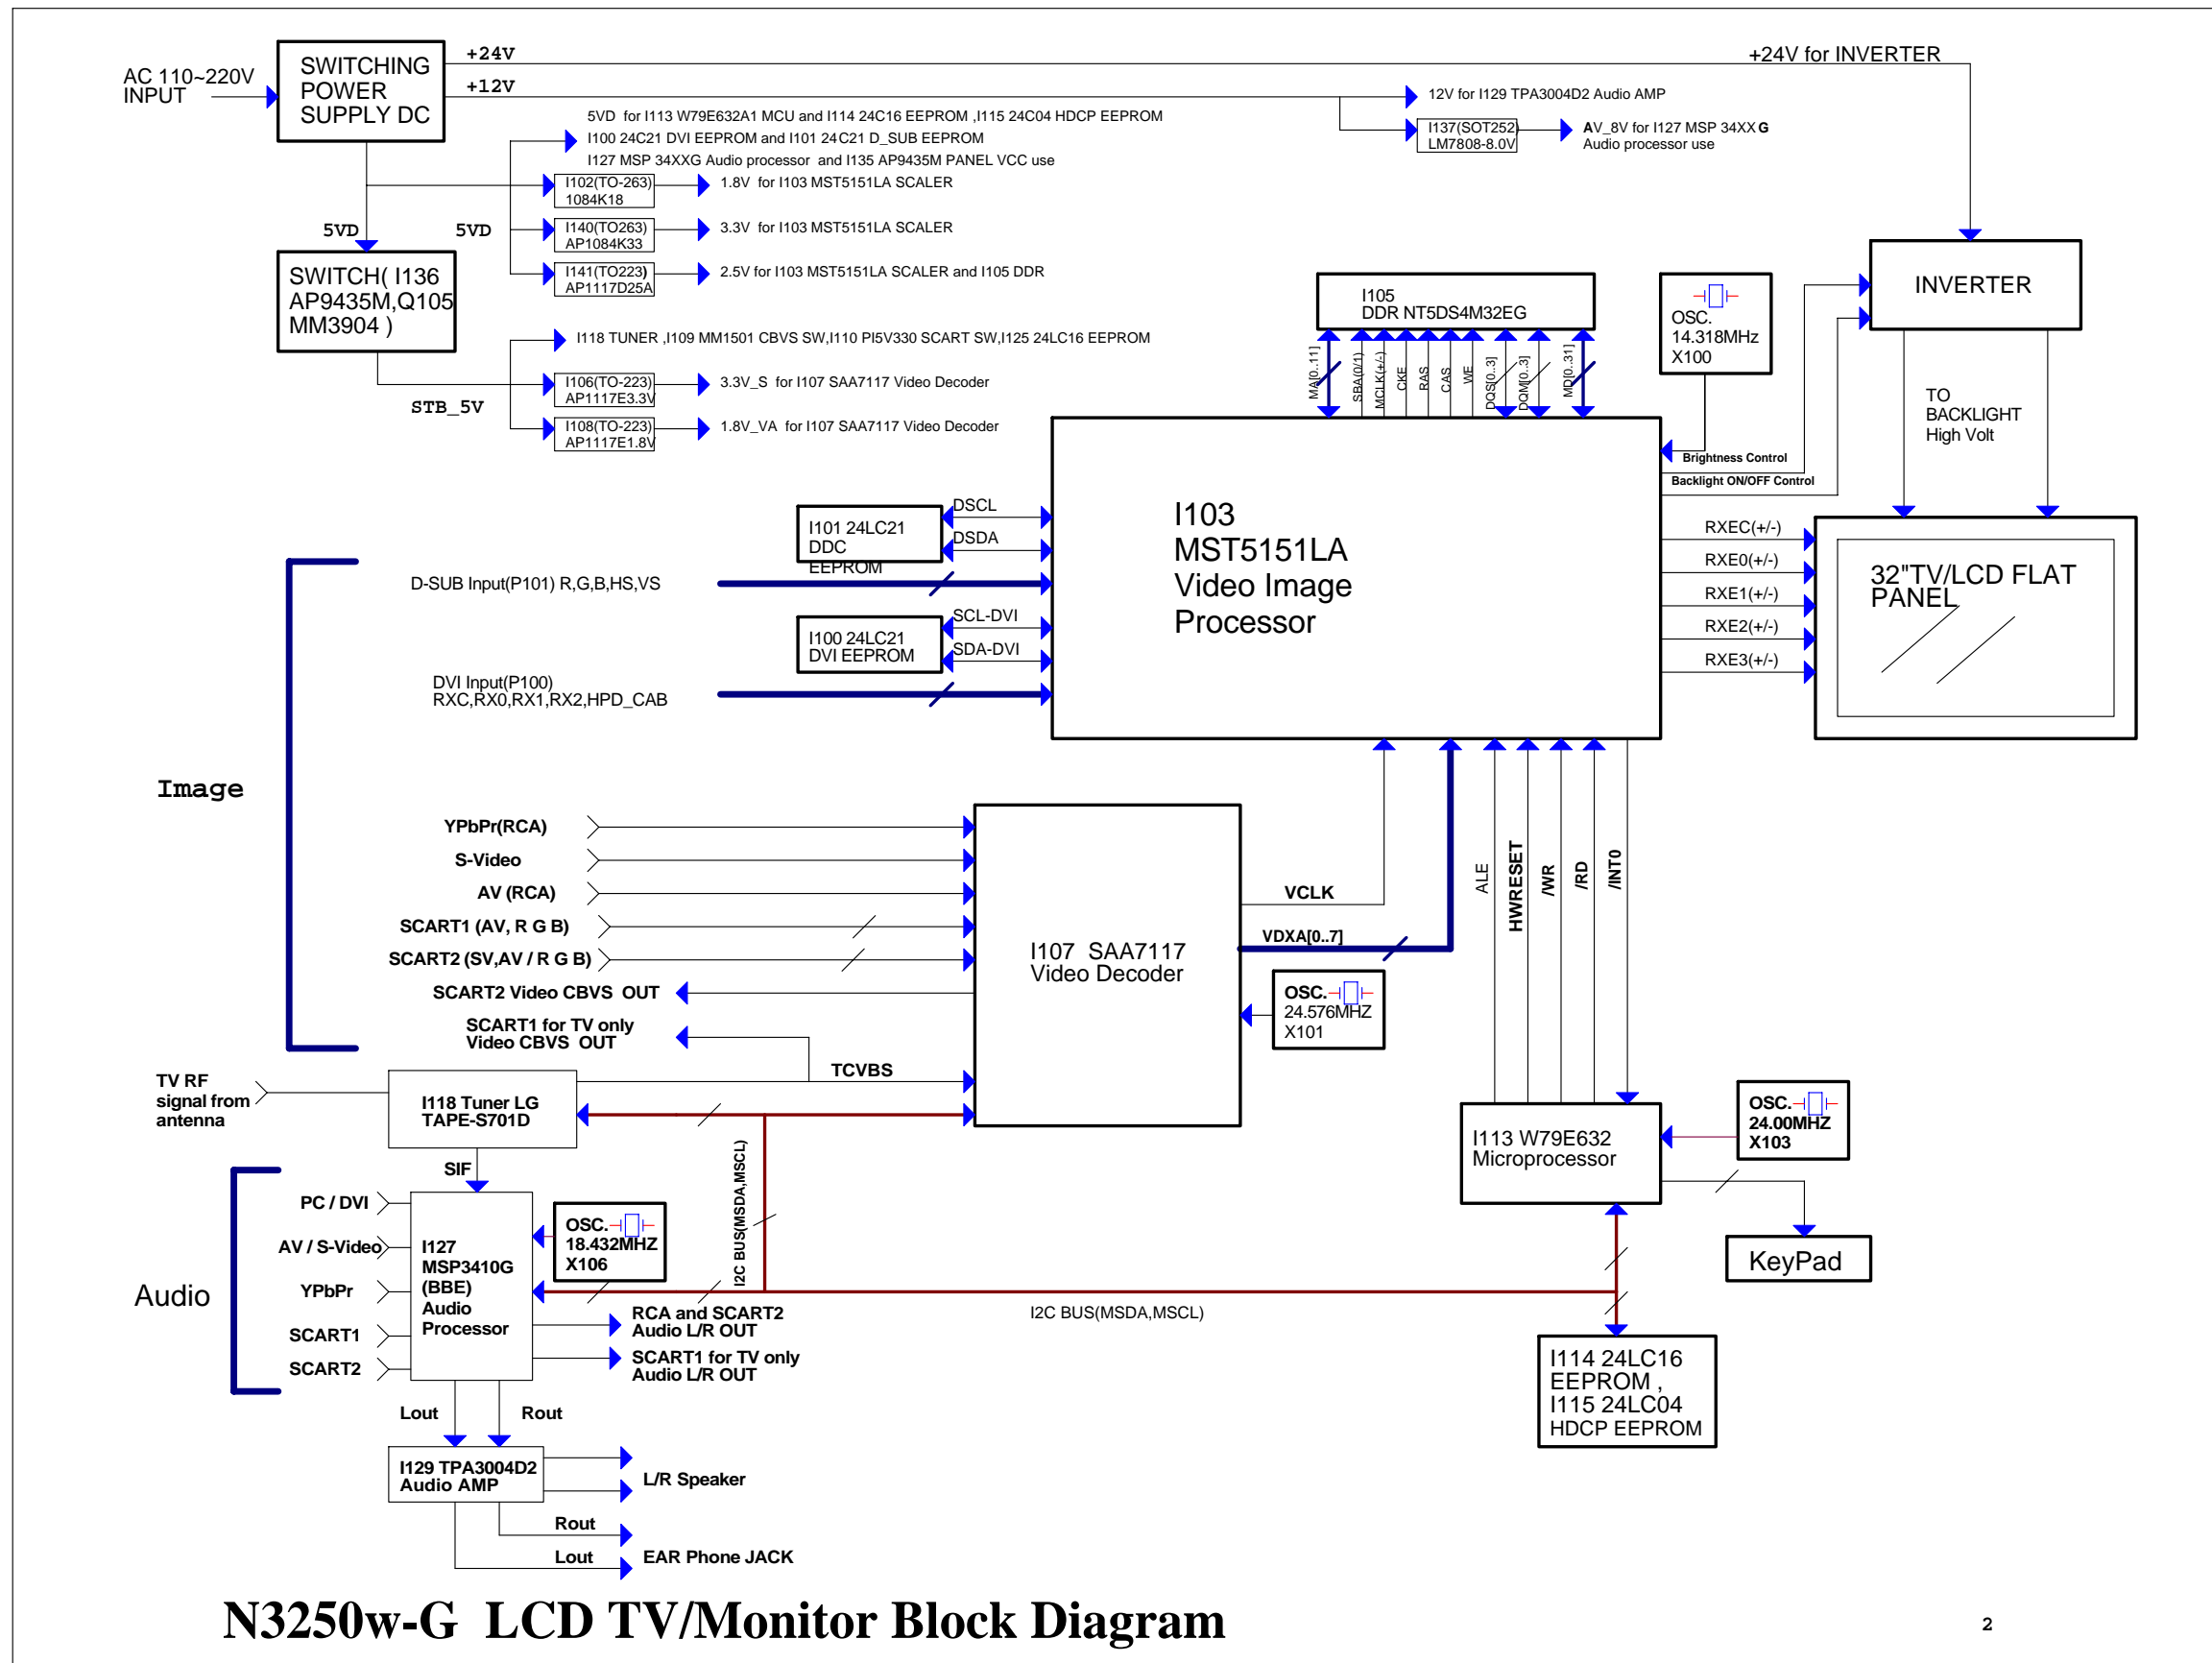 AC 110~220V
INPUT
SWITCHING
POWER
SUPPLY DC
+24V
+12V
+24V for INVERTER
12V for I129 TPA3004D2 Audio AMP
I137(SOT252)
LM7808-8.0V
AV_8V for I127 MSP 34XX G
Audio processor use
5VD for I113 W79E632A1 MCU and I114 24C16 EEPROM ,I115 24C04 HDCP EEPROM
I100 24C21 DVI EEPROM and I101 24C21 D_SUB EEPROM
I127 MSP 34XXG Audio processor and I135 AP9435M PANEL VCC use
I102(TO-263)
1084K18
1.8V for I103 MST5151LA SCALER
5VD
5VD
I140(TO263)
AP1084K33
3.3V for I103 MST5151LA SCALER
I141(TO223)
AP1117D25A
2.5V for I103 MST5151LA SCALER and I105 DDR
SWITCH( I136
AP9435M,Q105
MM3904 )
STB_5V
I118 TUNER ,I109 MM1501 CBVS SW,I110 PI5V330 SCART SW,I125 24LC16 EEPROM
I106(TO-223)
AP1117E3.3V
3.3V_S for I107 SAA7117 Video Decoder
I108(TO-223)
AP1117E1.8V
1.8V_VA for I107 SAA7117 Video Decoder
I105
DDR NT5DS4M32EG
MA[0..11]
SBA(0/1)
MCLK(+/-)
CKE
RAS
CAS
WE
DQS[0..3]
DQM[0..3]
MD[0..31]
OSC.
14.318MHz
X100
INVERTER
TO
BACKLIGHT
High Volt
Brightness Control
Backlight ON/OFF Control
I103
MST5151LA
Video Image
Processor
I101 24LC21
DDC
EEPROM
DSCL
DSDA
D-SUB Input(P101) R,G,B,HS,VS
I100 24LC21
DVI EEPROM
SCL-DVI
SDA-DVI
DVI Input(P100)
RXC,RX0,RX1,RX2,HPD_CAB
RXEC(+/-)
RXE0(+/-)
RXE1(+/-)
RXE2(+/-)
RXE3(+/-)
32"TV/LCD FLAT
PANEL
Image
YPbPr(RCA)
S-Video
AV (RCA)
SCART1 (AV, R G B)
SCART2 (SV,AV / R G B)
SCART2 Video CBVS OUT
SCART1 for TV only
Video CBVS OUT
TCVBS
I107 SAA7117
Video Decoder
VCLK
VDXA[0..7]
OSC.
24.576MHZ
X101
ALE
HWRESET
/WR
/RD
/INT0
TV RF
signal from
antenna
I118 Tuner LG
TAPE-S701D
SIF
I2C BUS(MSDA,MSCL)
I113 W79E632
Microprocessor
OSC.
24.00MHZ
X103
KeyPad
Audio
PC / DVI
AV / S-Video
YPbPr
SCART1
SCART2
I127
MSP3410G
(BBE)
Audio
Processor
OSC.
18.432MHZ
X106
I2C BUS(MSDA,MSCL)
RCA and SCART2
Audio L/R OUT
SCART1 for TV only
Audio L/R OUT
I114 24LC16
EEPROM ,
I115 24LC04
HDCP EEPROM
Lout
Rout
I129 TPA3004D2
Audio AMP
L/R Speaker
Rout
Lout
EAR Phone JACK
N3250w-G LCD TV/Monitor Block Diagram
2